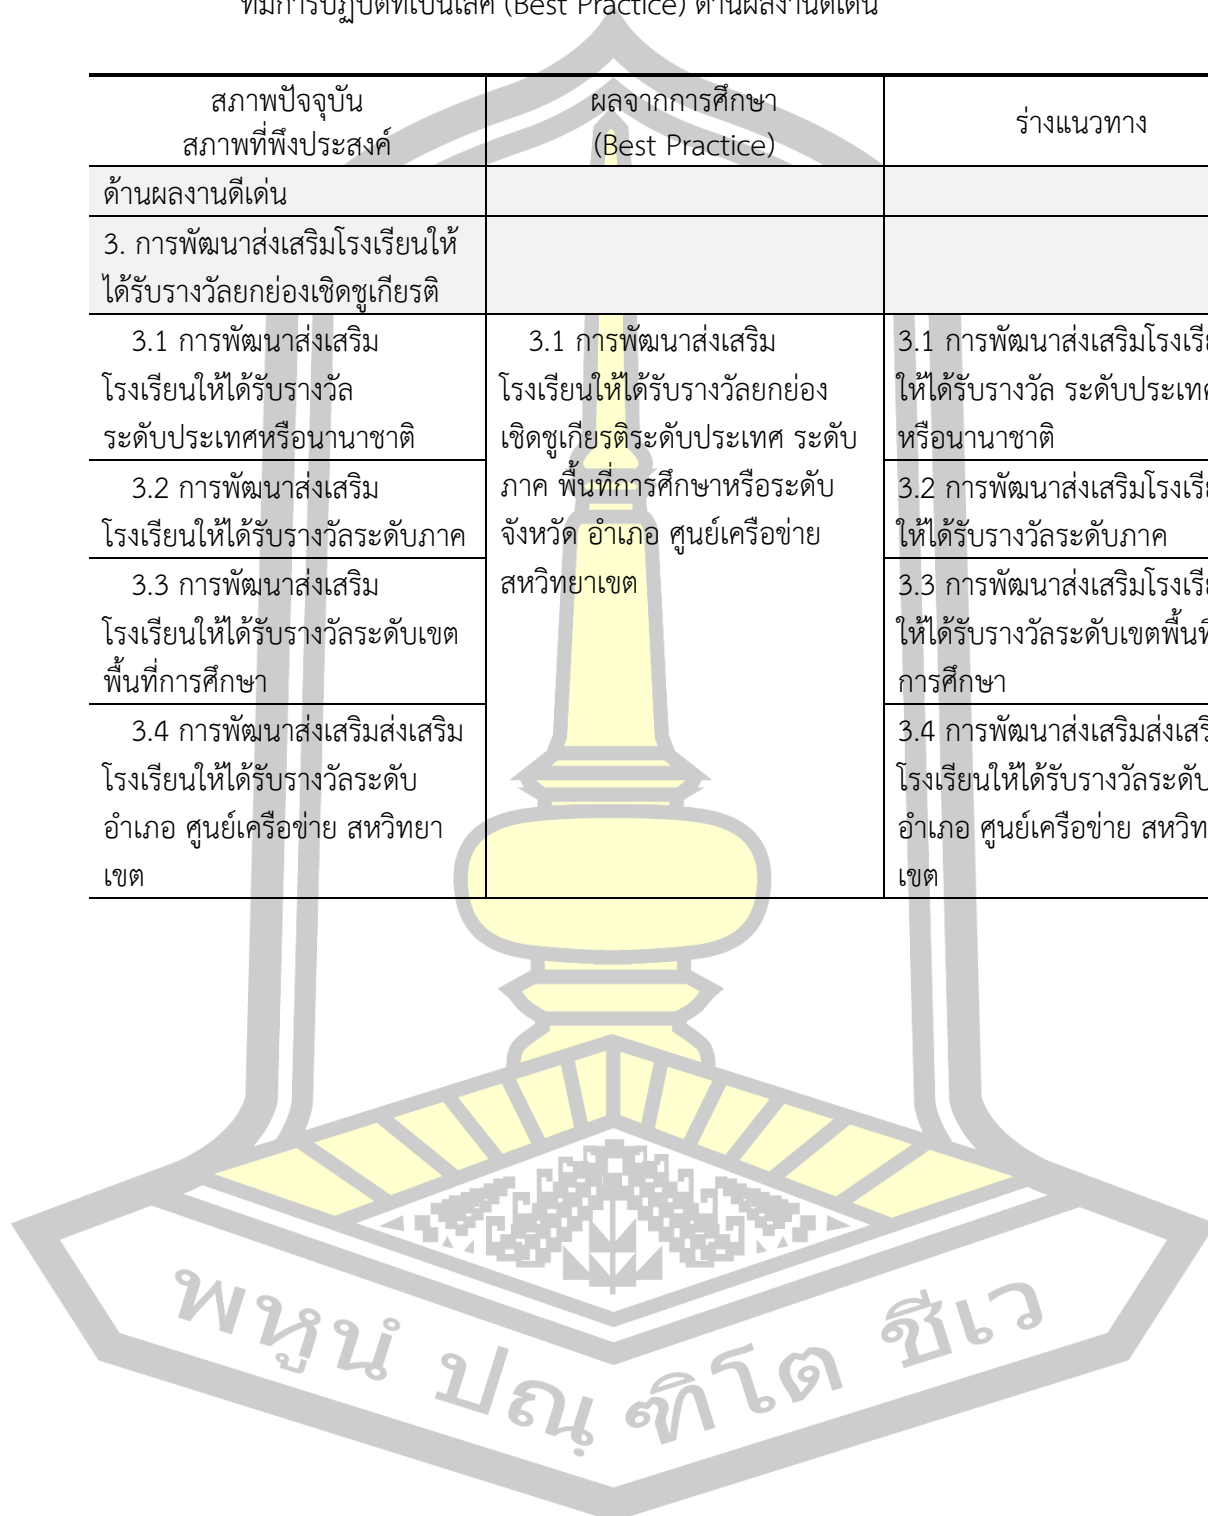 ที่มีการปฏิบัติที่เป็นเลิศ (Best Practice) ด้านผลงานดีเด่น
สภาพปัจจุบัน
สภาพที่พึงประสงค์
ผลจากการศึกษา
(Best Practice)
ร่างแนวทาง
ด้านผลงานดีเด่น
3. การพัฒนาส่งเสริมโรงเรียนให้
ได้รับรางวัลยกย่องเชิดชูเกียรติ
3.1 การพัฒนาส่งเสริม
โรงเรียนให้ได้รับรางวัล
ระดับประเทศหรือนานาชาติ
3.1 การพัฒนาส่งเสริม
โรงเรียนให้ได้รับรางวัลยกย่อง
เชิดชูเกียรติระดับประเทศ ระดับ
ภาค พื้นที่การศึกษาหรือระดับ
จังหวัด อำเภอ ศูนย์เครือข่าย
สหวิทยาเขต
3.1 การพัฒนาส่งเสริมโรงเรีย
ให้ได้รับรางวัล ระดับประเทศ
หรือนานาชาติ
3.2 การพัฒนาส่งเสริม
โรงเรียนให้ได้รับรางวัลระดับภาค
3.2 การพัฒนาส่งเสริมโรงเรีย
ให้ได้รับรางวัลระดับภาค
3.3 การพัฒนาส่งเสริม
โรงเรียนให้ได้รับรางวัลระดับเขต
พื้นที่การศึกษา
3.3 การพัฒนาส่งเสริมโรงเรีย
ให้ได้รับรางวัลระดับเขตพื้นที่
การศึกษา
3.4 การพัฒนาส่งเสริมส่งเสริม
โรงเรียนให้ได้รับรางวัลระดับ
อำเภอ ศูนย์เครือข่าย สหวิทยา
เขต
3.4 การพัฒนาส่งเสริมส่งเสริ
โรงเรียนให้ได้รับรางวัลระดับ
อำเภอ ศูนย์เครือข่าย สหวิท
เขต
พหูนํ ปณฺฑิโต ชีเว